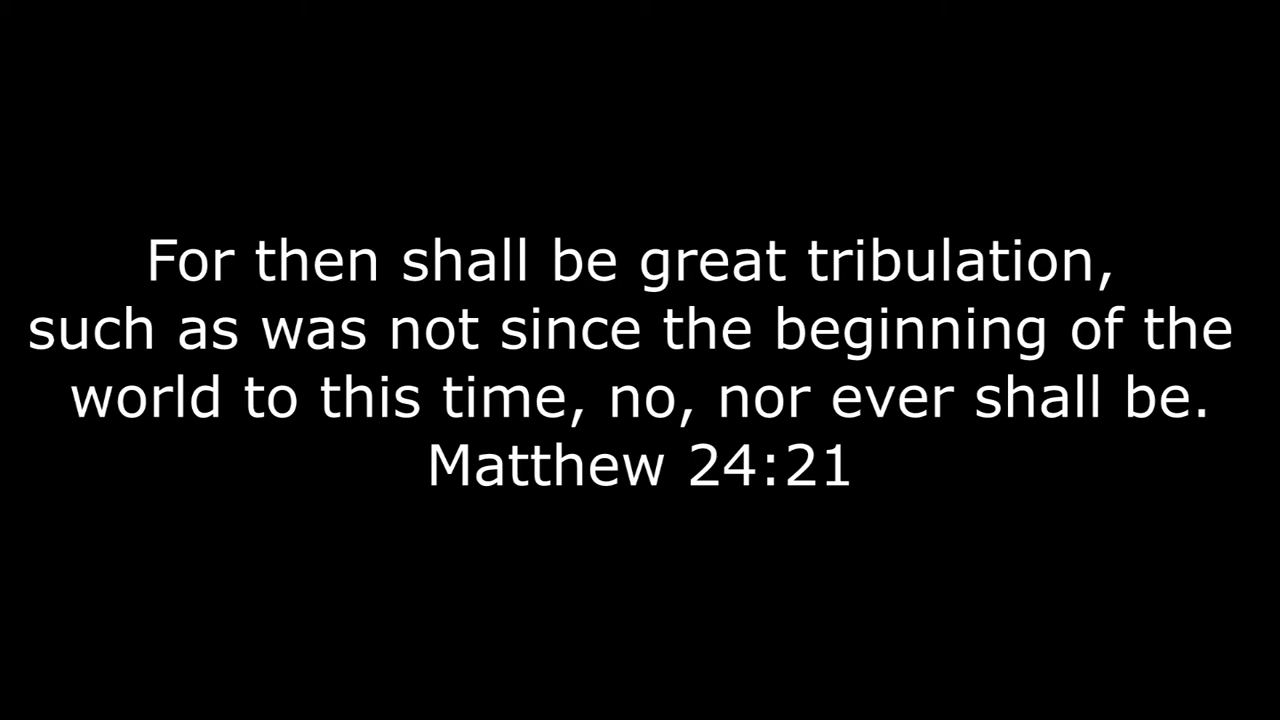 For then shall be great tribulation,
such as was not since the beginning of the
world to this time, no, nor ever shall be.
Matthew 24:21